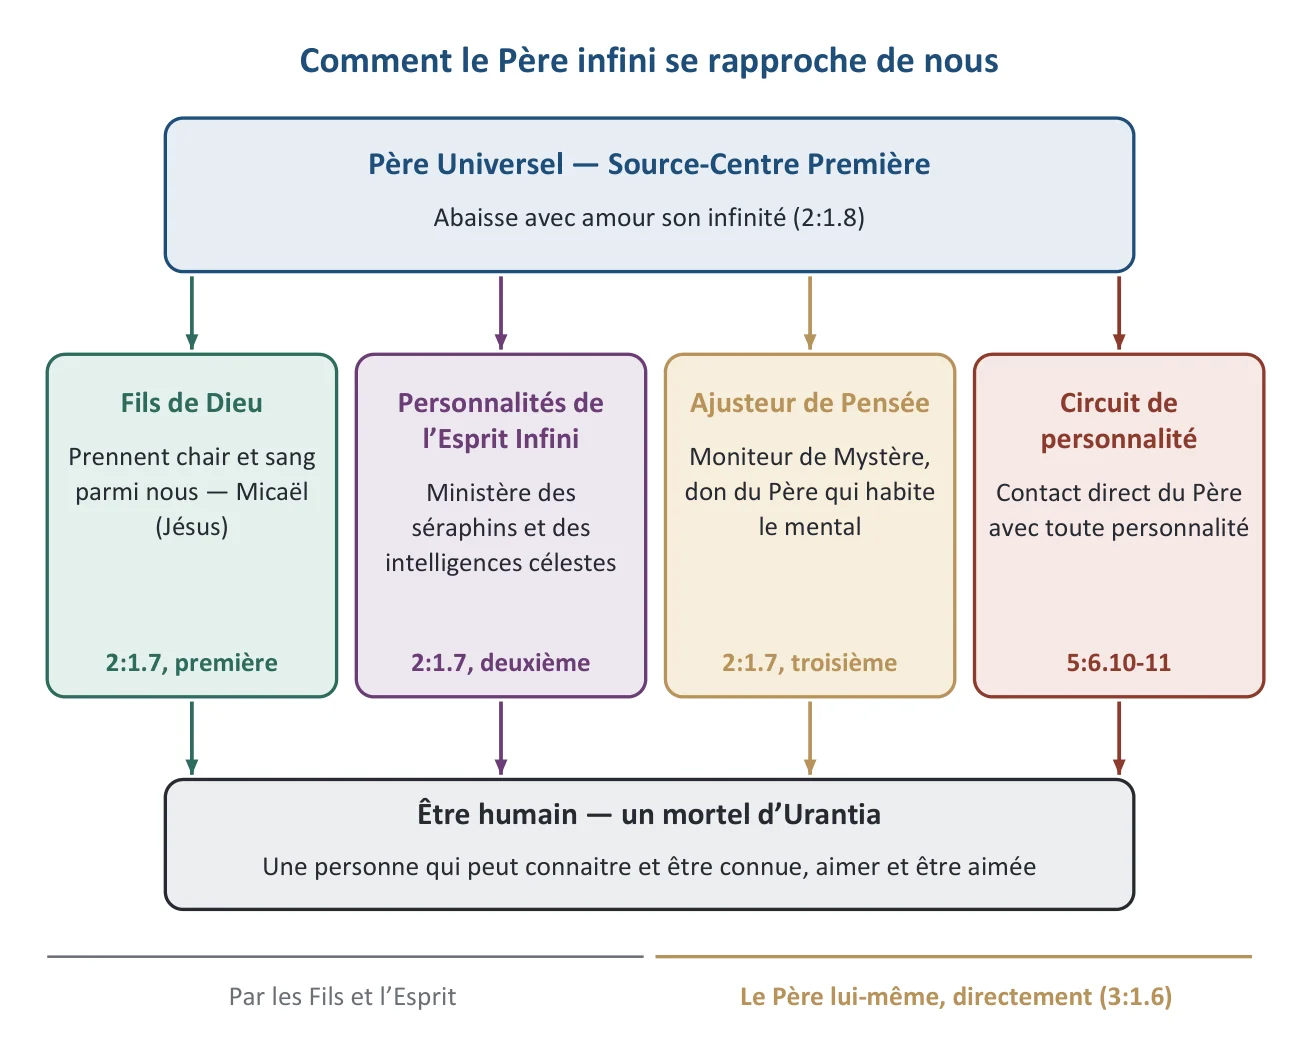 Comment le Père infini se rapproche de nous
Père Universel — Source-Centre Première
Abaisse avec amour son infinité (2:1.8)
Fils de Dieu
Prennent chair et sang
parmi nous — Micaël
(Jésus)
2:1.7, première
Personnalités de
l’Esprit Infini
Ministère des
séraphins et des
intelligences célestes
2:1.7, deuxième
Ajusteur de Pensée
Moniteur de Mystère,
don du Père qui habite
le mental
2:1.7, troisième
Circuit de
personnalité
Contact direct du Père
avec toute personnalité
5:6.10-11
Être humain — un mortel d’Urantia
Une personne qui peut connaitre et être connue, aimer et être aimée
Par les Fils et l’Esprit
Le Père lui-même, directement (3:1.6)